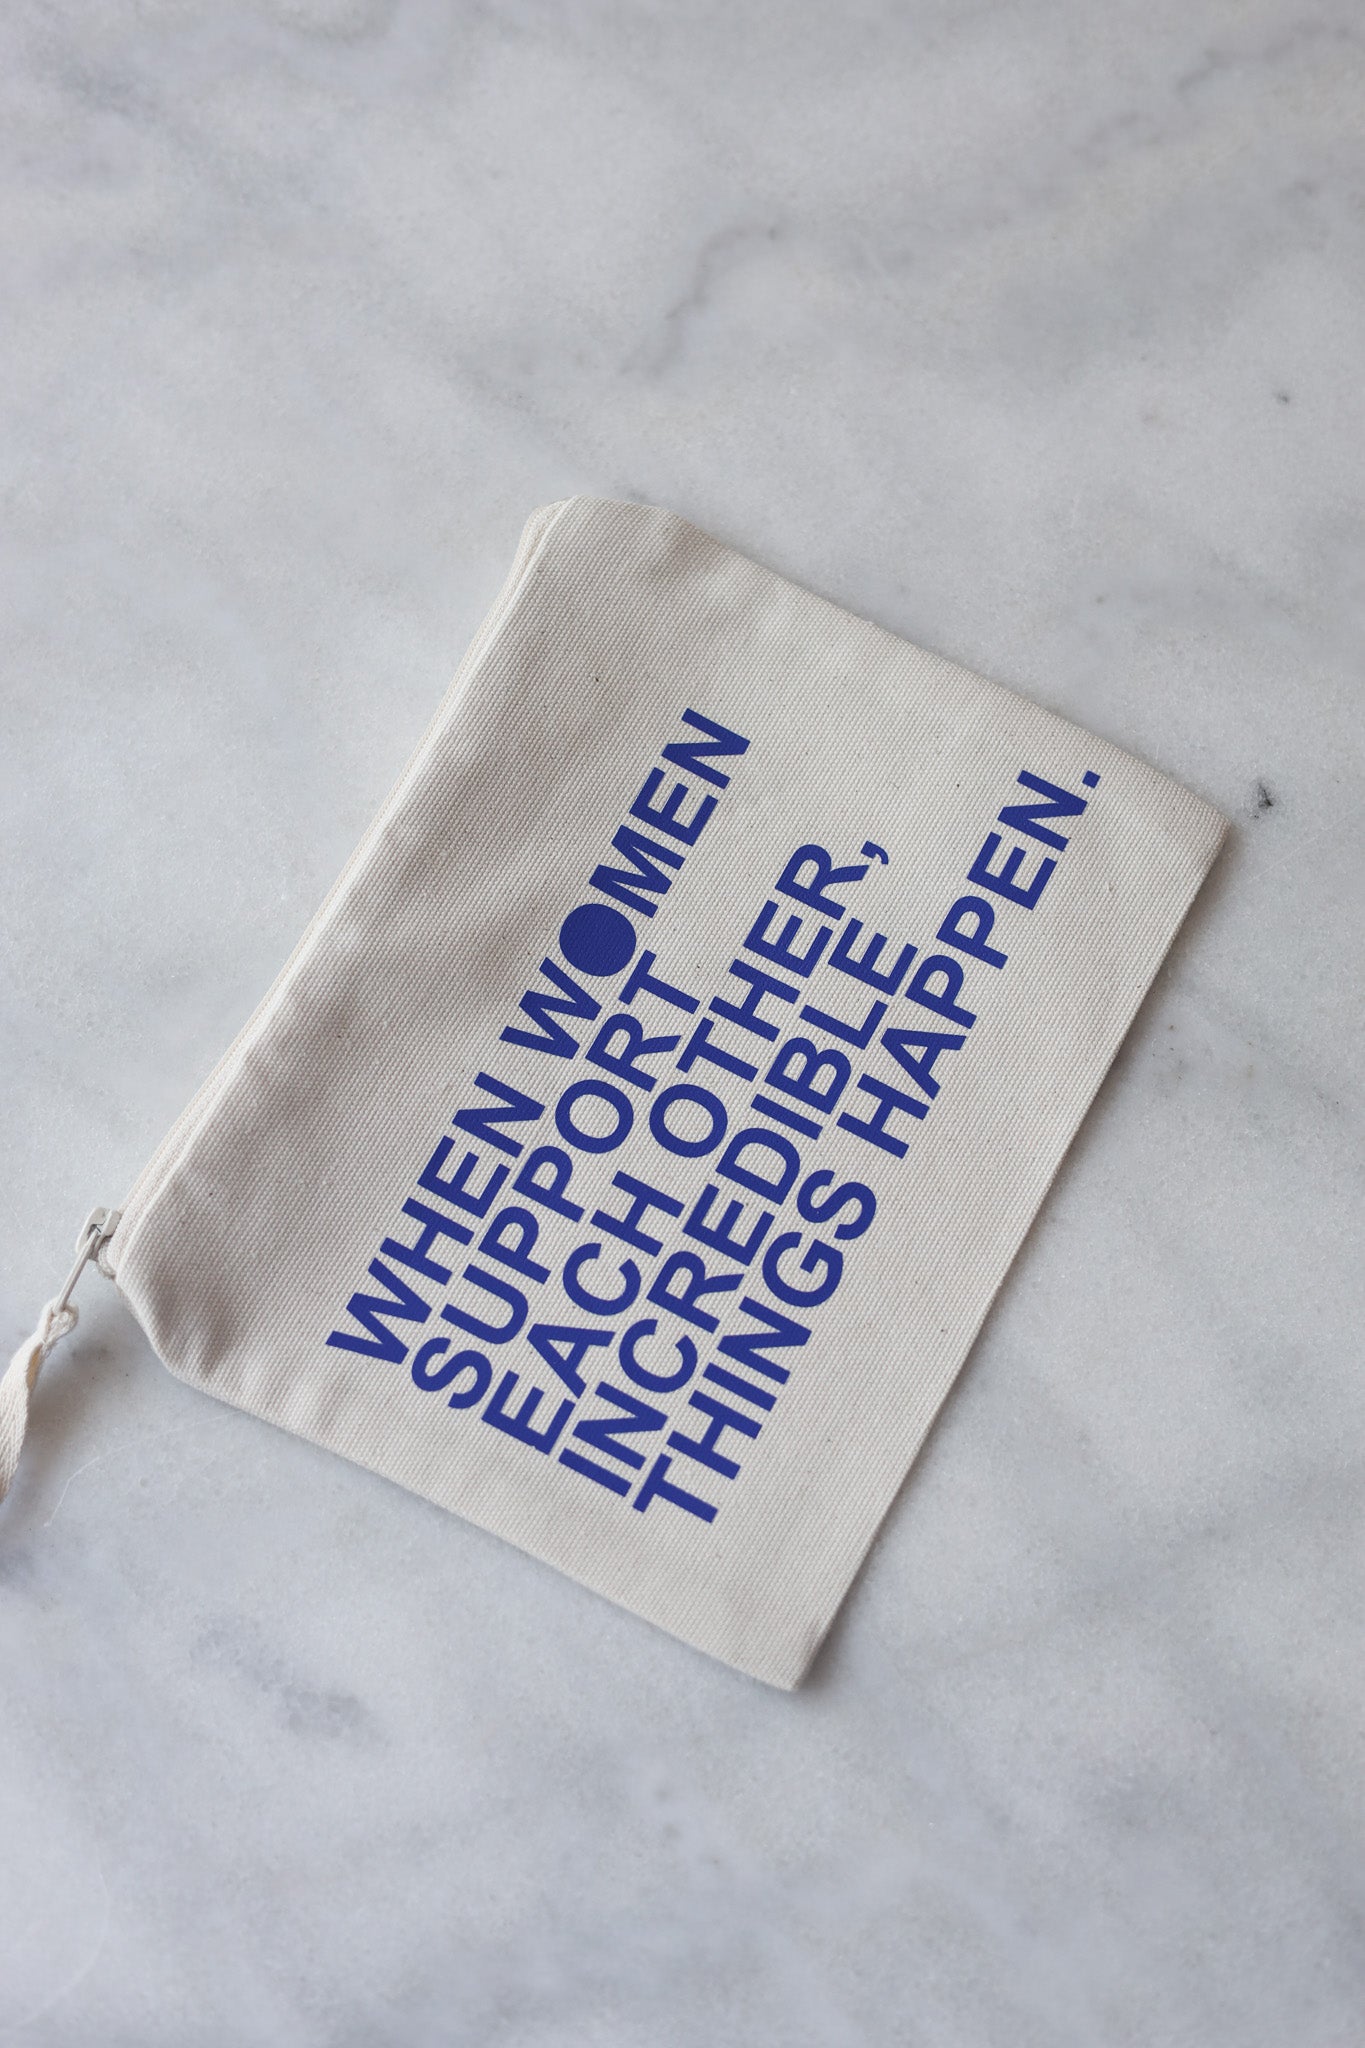 WHEN WOMEN
SUPPORT
EACH OTHER,
INCREDIBLE
THINGS HAPPEN.